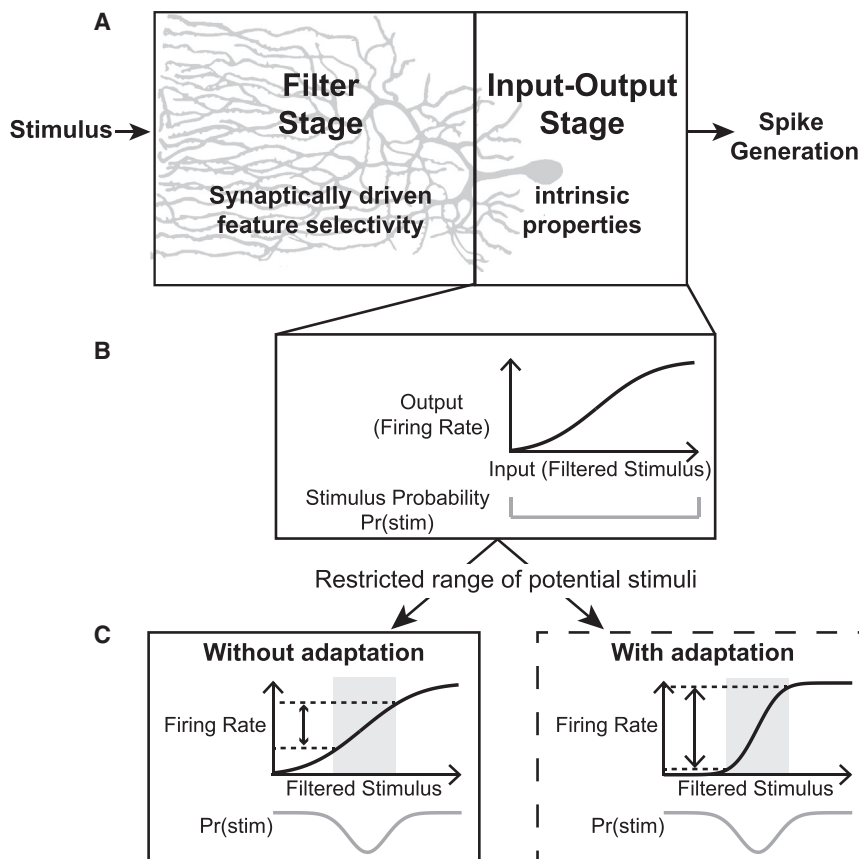 A
Stimulus
Filter
Stage
Synaptically driven
feature selectivity
Input-Output
Stage
intrinsic
properties
Spike
Generation
B
Output
(Firing Rate)
Input (Filtered Stimulus)
Stimulus Probability
Pr(stim)
Restricted range of potential stimuli
C
Without adaptation
Firing Rate
Filtered Stimulus
Pr(stim)
With adaptation
Firing Rate
Filtered Stimulus
Pr(stim)